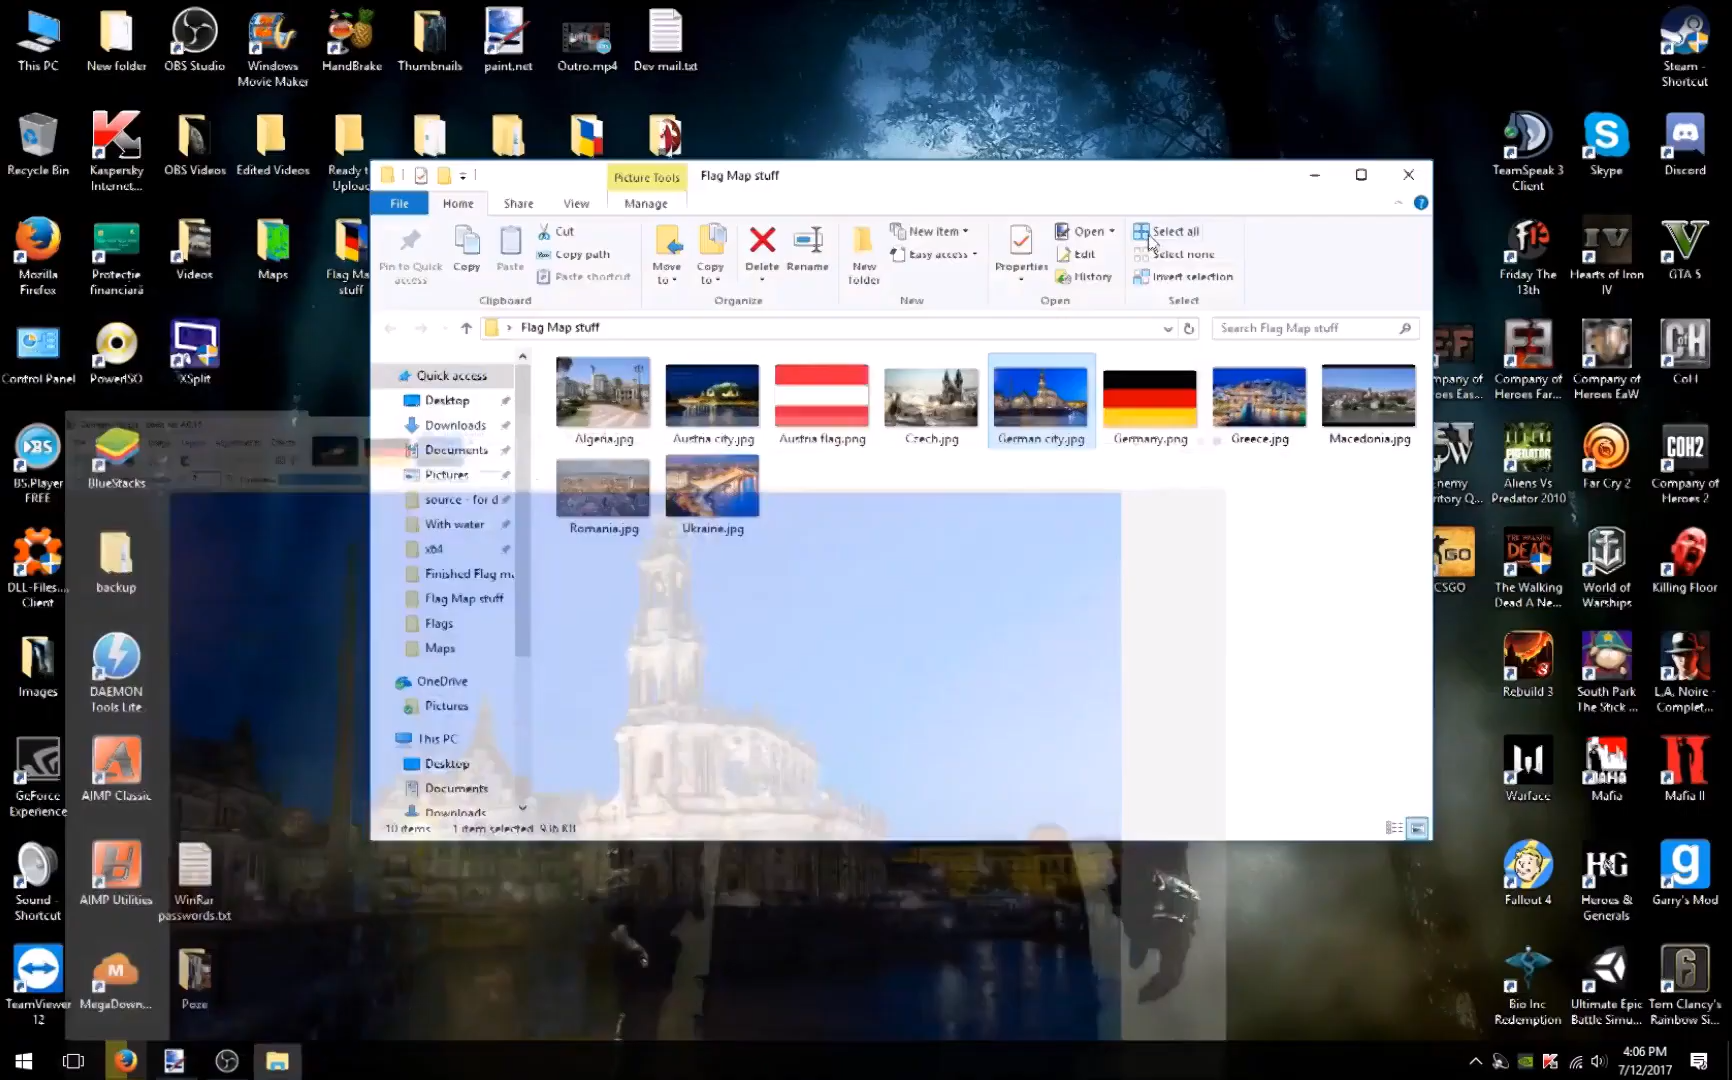 This PC
New folder
OBS Studio
Windows
Movie Maker
HandBrake
Thumbnails
paint.net
Outro.mp4
Dev mail.txt
Steam -
Shortcut
Recycle Bin
Kaspersky
Internet...
OBS Videos
Edited Videos
Ready to
Upload
TeamSpeak 3
Client
Skype
Discord
Picture Tools
Flag Map stuff
File
Home
Share
View
Manage
Pin to Quick
access
Copy
Paste
Cut
Copy path
Paste shortcut
Move
to
Copy
to
Delete
Rename
New
folder
New item
Easy access
Properties
Open
Edit
History
Select all
Select none
Invert selection
Clipboard
Organize
New
Open
Select
Mozilla
Firefox
Protecție
financiară
Videos
Maps
Flag Map
stuff
Friday The
13th
Hearts of Iron
IV
GTA 5
Flag Map stuff
Search Flag Map stuff
Control Panel
PowerISO
XSplit
Company of
Heroes Eas...
Company of
Heroes Far...
Company of
Heroes EaW
CoH
Quick access
Desktop
Downloads
Documents
Pictures
source - for d
With water
x64
Finished Flag m
Flag Map stuff
Flags
Maps
OneDrive
Pictures
This PC
Desktop
Documents
Downloads
Algeria.jpg
Austria city.jpg
Austria flag.png
Czech.jpg
German city.jpg
Germany.png
Greece.jpg
Macedonia.jpg
Romania.jpg
Ukraine.jpg
10 items
1 item selected 936 KB
BS.Player
FREE
BlueStacks
Aliens Vs
Predator 2010
Far Cry 2
COH2
Company of
Heroes 2
DLL-Files....
Client
backup
CSGO
The Walking
Dead A Ne...
World of
Warships
Killing Floor
Images
DAEMON
Tools Lite
Rebuild 3
South Park
The Stick ...
L.A. Noire -
Complet...
GeForce
Experience
AIMP Classic
Warface
Mafia
Mafia II
Sound -
Shortcut
AIMP Utilities
WinRar
passwords.txt
Fallout 4
Heroes &
Generals
Garry's Mod
TeamViewer
12
MegaDown...
Poze
Bio Inc
Redemption
Ultimate Epic
Battle Simu...
Tom Clancy's
Rainbow Si...
4:06 PM
7/12/2017